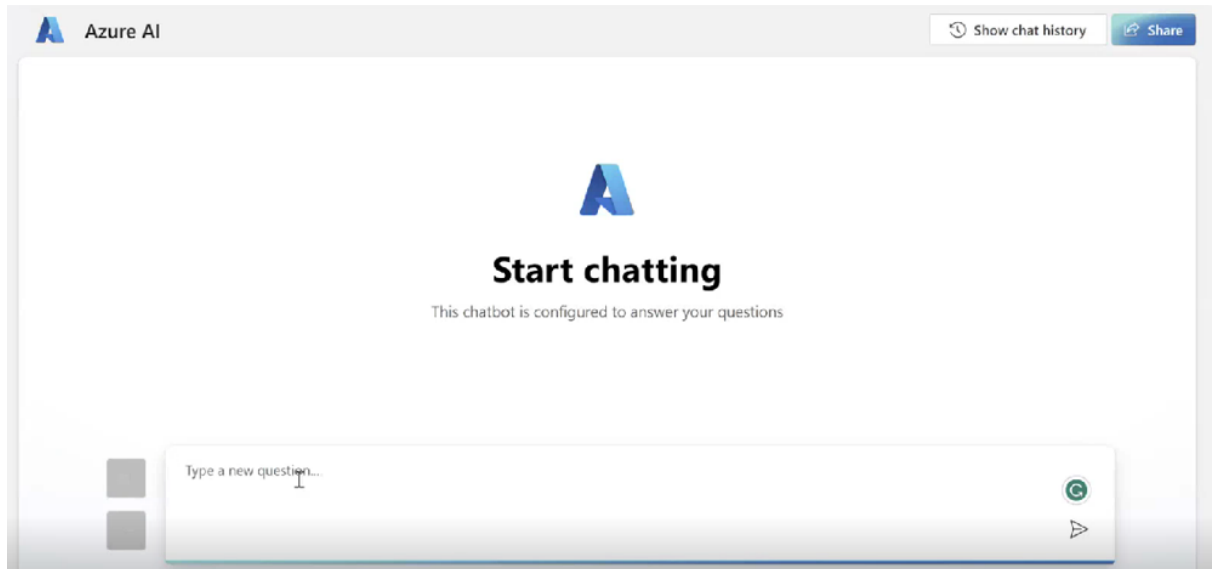 Azure AI
Show chat history
Share
Start chatting
This chatbot is configured to answer your questions
Type a new question...